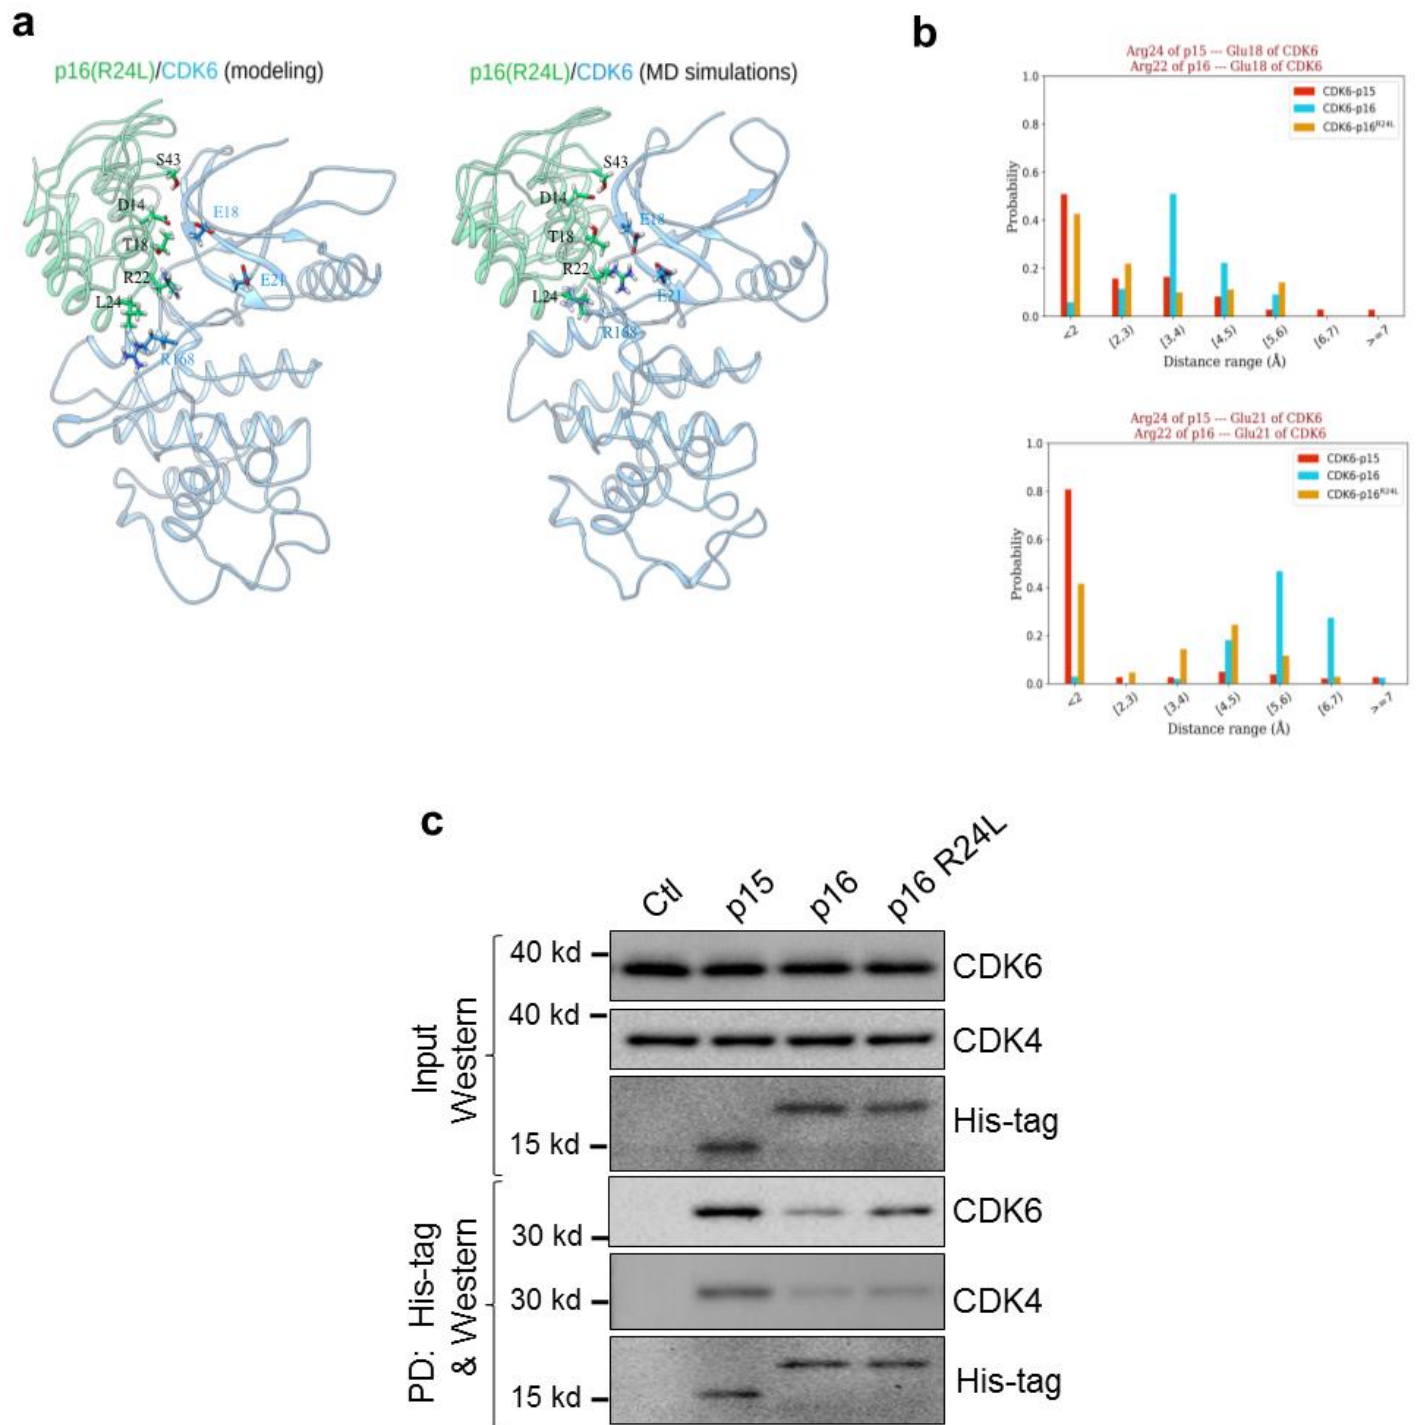 a
p16(R24L)/CDK6 (modeling)
S43
D14
E18
T18
R22
E21
L24
R168
p16(R24L)/CDK6 (MD simulations)
S43
D14
E18
T18
R22
E21
L24
R168
b
Arg24 of p15 --- Glu18 of CDK6
Arg22 of p16 --- Glu18 of CDK6
CDK6-p15
CDK6-p16
CDK6-p16R24L
Probabiliy
1.0
0.8
0.6
0.4
0.2
0.0
<2 [2,3) [3,4) [4,5) [5,6) [6,7) >=7
Distance range (Å)
Arg24 of p15 --- Glu21 of CDK6
Arg22 of p16 --- Glu21 of CDK6
CDK6-p15
CDK6-p16
CDK6-p16R24L
Probabiliy
1.0
0.8
0.6
0.4
0.2
0.0
<2 [2,3) [3,4) [4,5) [5,6) [6,7) >=7
Distance range (Å)
c
Ctl p15 p16 p16 R24L
Input
Western
40 kd CDK6
40 kd CDK4
15 kd His-tag
PD: His-tag
& Western
30 kd CDK6
30 kd CDK4
15 kd His-tag